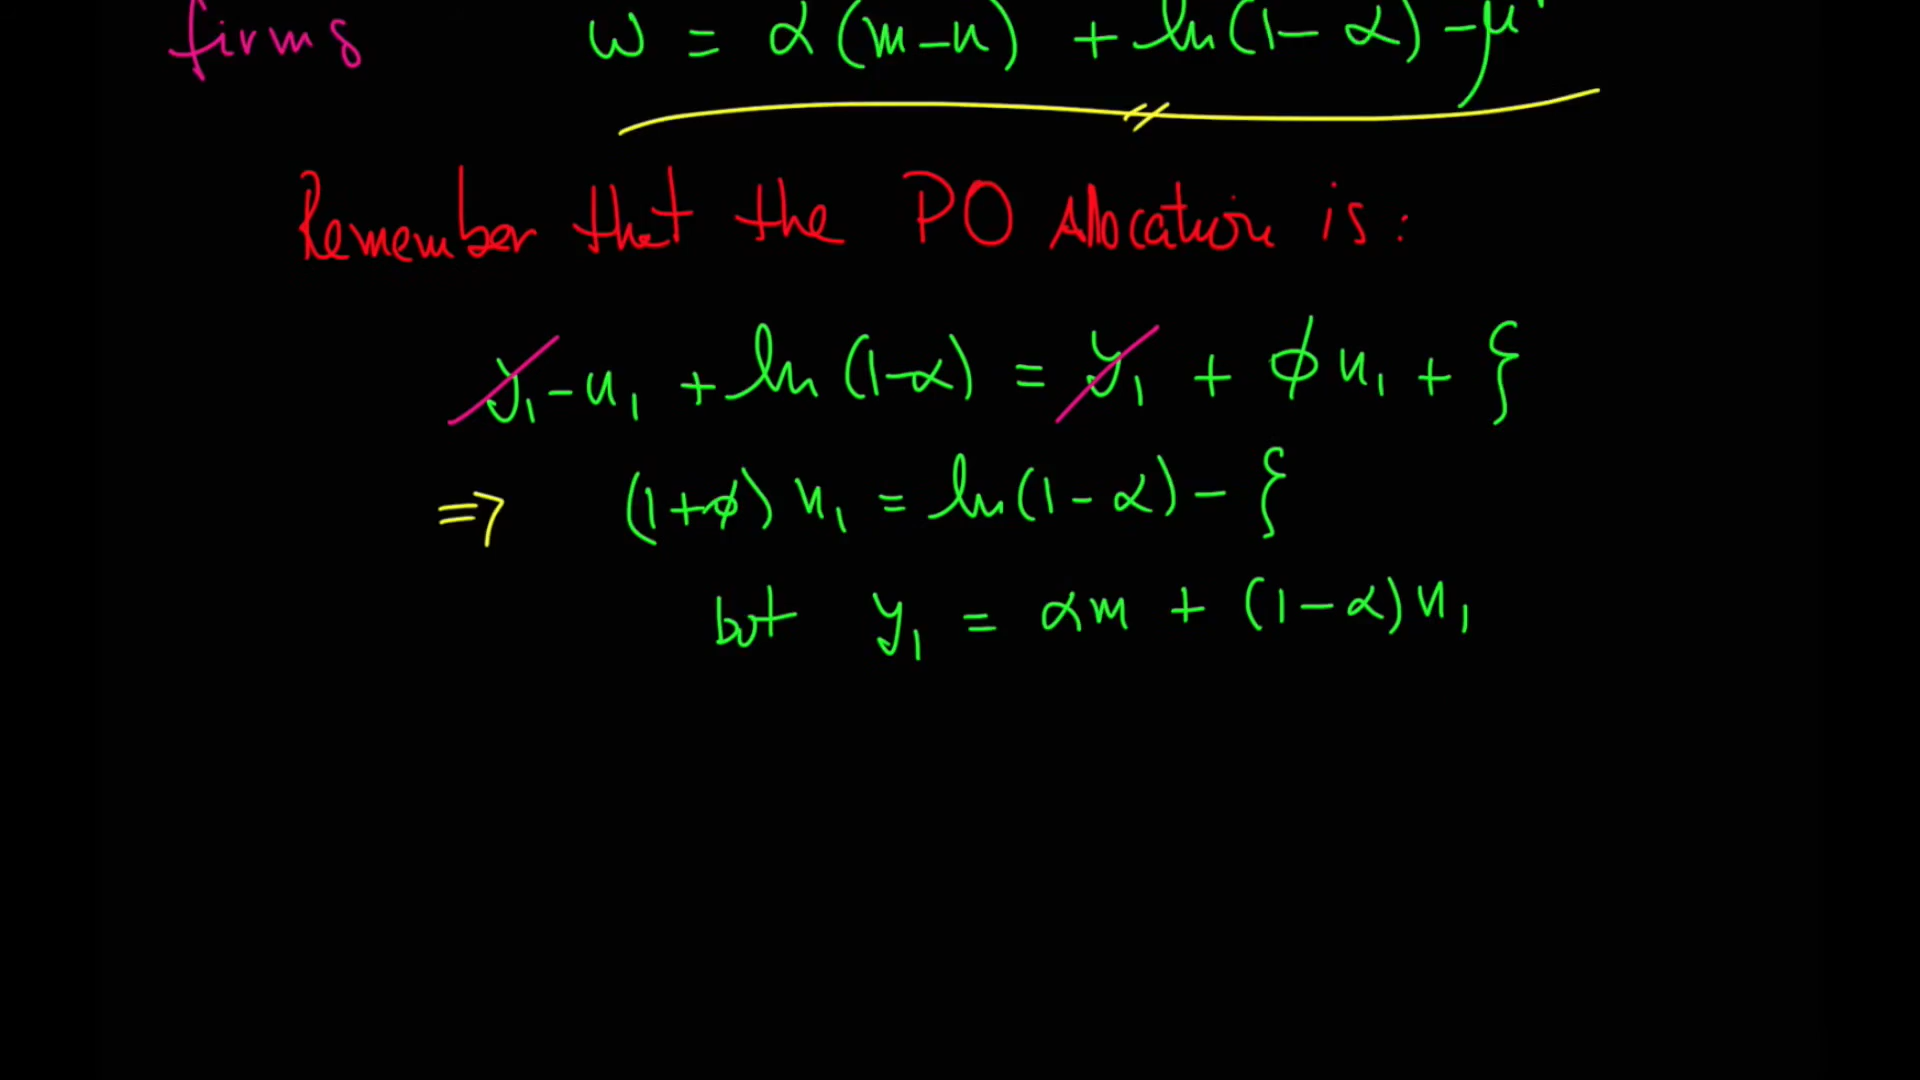 firms w = α(m-n) + ln(1-α) - μ
Remember that the PO Allocation is:
y₁ - n₁ + ln(1-α) = y₁ + ϕn₁ + ξ
⇒ (1+ϕ)n₁ = ln(1-α) - ξ
but y₁ = αm + (1-α)n₁